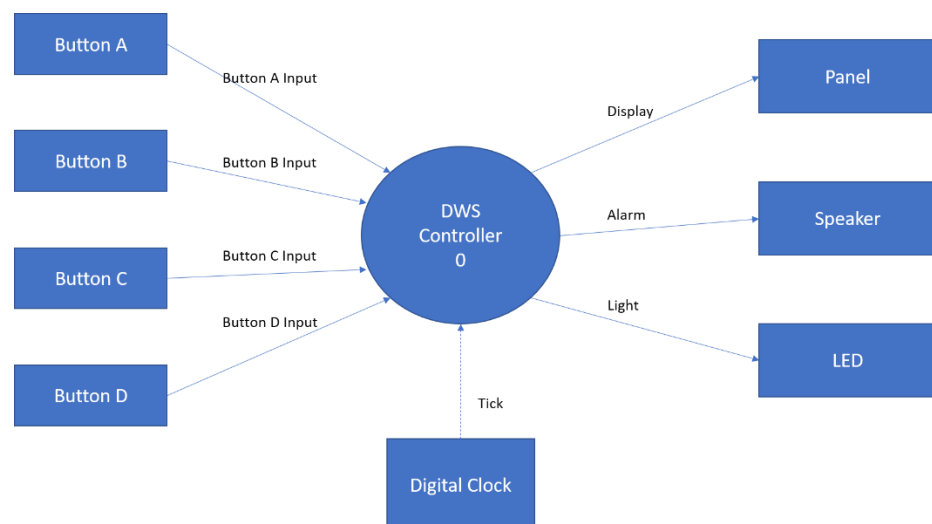 Button A
Button A Input
Button B
Button B Input
Button C
Button C Input
Button D Input
Button D
DWS
Controller
0
Tick
Digital Clock
Display
Panel
Alarm
Speaker
Light
LED